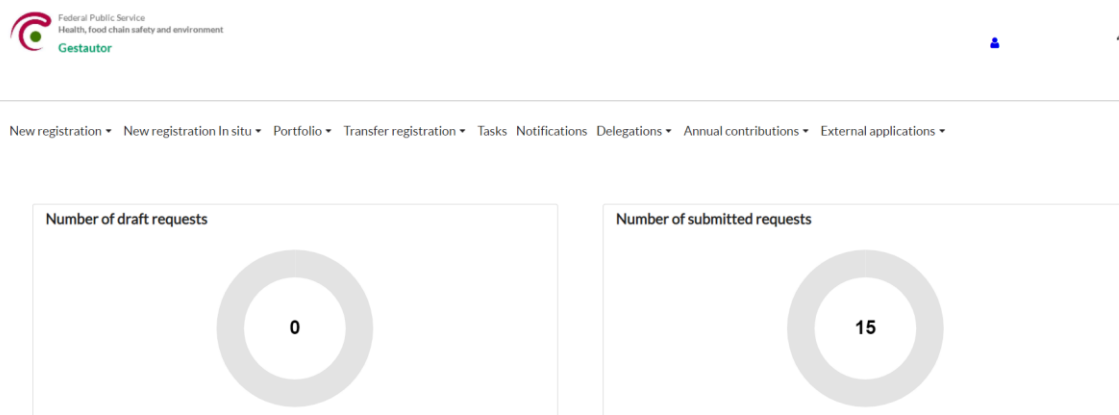 Federal Public Service
Health, food chain safety and environment
Gestautor
New registration New registration In situ Portfolio Transfer registration Tasks Notifications Delegations Annual contributions External applications
Number of draft requests
Number of submitted requests
0
15